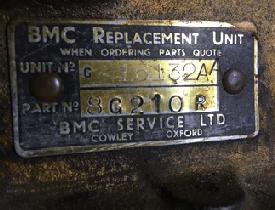 BMC REPLACEMENT UNIT
WHEN ORDERING PARTS QUOTE
UNIT Nº G
PART Nº 8G210R
BMC SERVICE LTD
COWLEY OXFORD